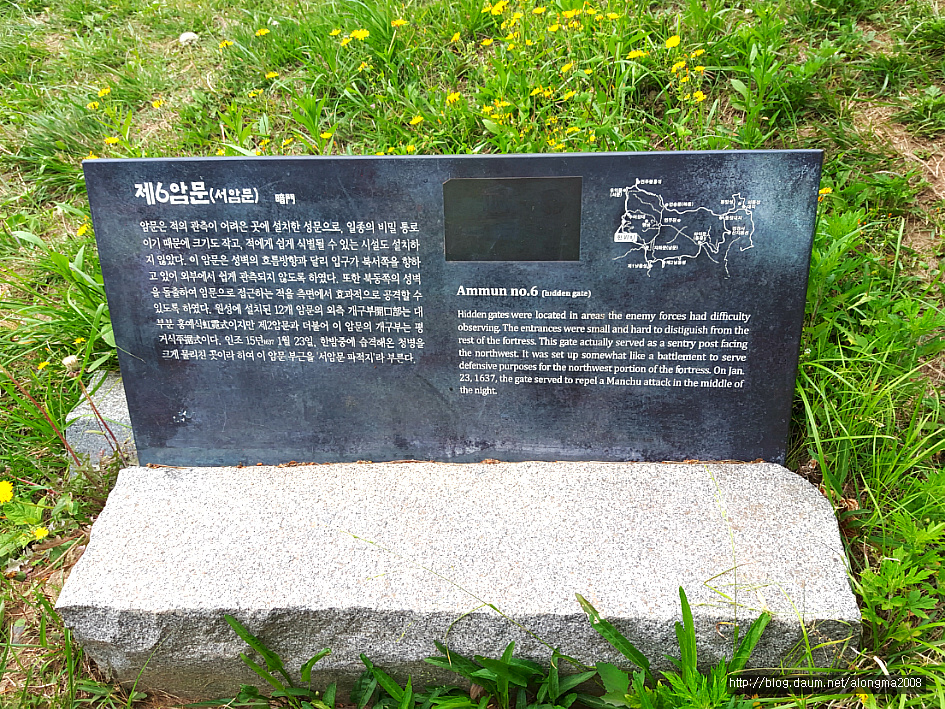 제6암문(서암문) 暗門
암문은 적의 관측이 어려운 곳에 설치한 성문으로, 일종의 비밀 통로
이기 때문에 크기도 작고, 적에게 쉽게 식별될 수 있는 시설도 설치하
지 않았다. 이 암문은 성벽의 흐름방향과 달리 입구가 북서쪽을 향하
고 있어 외부에서 쉽게 관측되지 않도록 하였다. 또한 북동쪽의 성벽
을 돌출하여 암문으로 접근하는 적을 측면에서 효과적으로 공격할 수
있도록 하였다. 원성에 설치된 12개 암문의 외측 개구부開口部는 대
부분 홍예식虹霓式이지만 제2암문과 더불어 이 암문의 개구부는 평
거식平据式이다. 인조 15년1637 1월 23일, 한밤중에 습격해온 청병을
크게 물리친 곳이라 하여 이 암문 부근을 '서암문 파적지'라 부른다.
Ammun no.6 (hidden gate)
Hidden gates were located in areas the enemy forces had difficulty
observing. The entrances were small and hard to distiguish from the
rest of the fortress. This gate actually served as a sentry post facing
the northwest. It was set up somewhat like a battlement to serve
defensive purposes for the northwest portion of the fortress. On Jan.
23, 1637, the gate served to repel a Manchu attack in the middle of
the night.
http://blog.daum.net/alongma2008